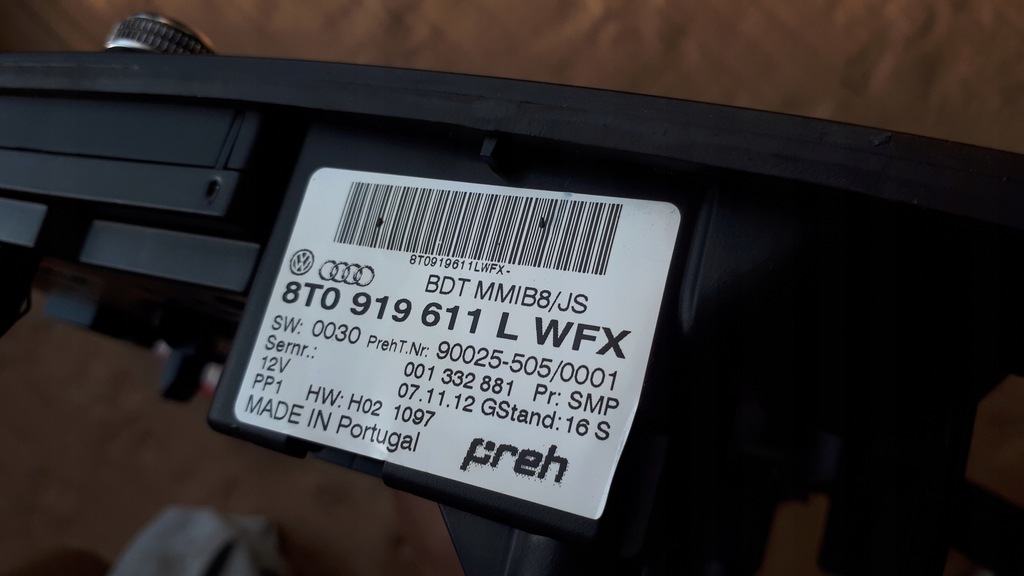 8T0919611LWFX-
BDT MMIB8/JS
8T0 919 611 L WFX
SW: 0030 PrehT.Nr: 90025-505/0001
Sernr.: 001 332 881 Pr: SMP
12V 07.11.12 GStand: 16 S
PP1 HW: H02 1097
MADE IN Portugal
preh